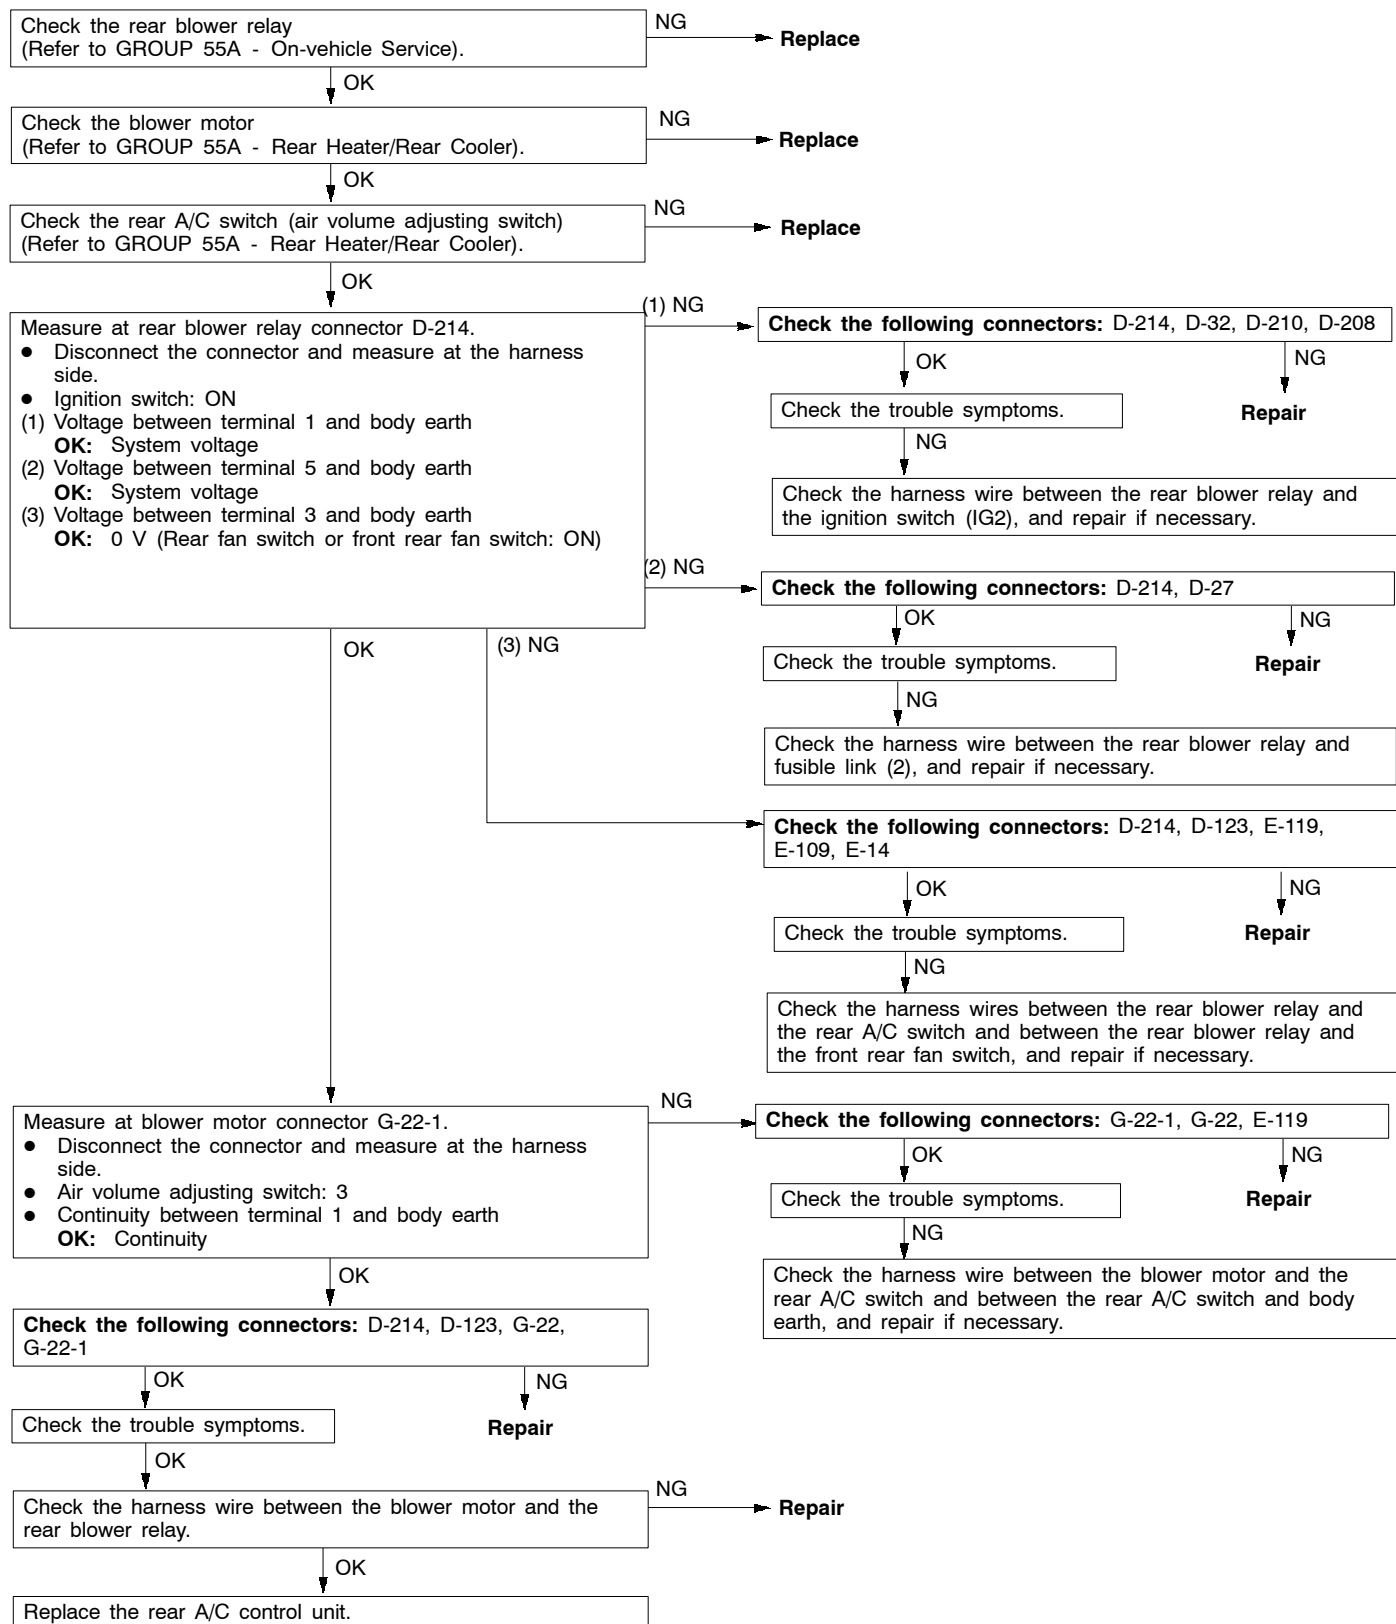 Check the rear blower relay
(Refer to GROUP 55A - On-vehicle Service).
NG
Replace
OK
Check the blower motor
(Refer to GROUP 55A - Rear Heater/Rear Cooler).
NG
Replace
OK
Check the rear A/C switch (air volume adjusting switch)
(Refer to GROUP 55A - Rear Heater/Rear Cooler).
NG
Replace
OK
Measure at rear blower relay connector D-214.
● Disconnect the connector and measure at the harness
side.
● Ignition switch: ON
(1) Voltage between terminal 1 and body earth
OK: System voltage
(2) Voltage between terminal 5 and body earth
OK: System voltage
(3) Voltage between terminal 3 and body earth
OK: 0 V (Rear fan switch or front rear fan switch: ON)
(1) NG
Check the following connectors: D-214, D-32, D-210, D-208
OK
NG
Check the trouble symptoms.
Repair
NG
Check the harness wire between the rear blower relay and
the ignition switch (IG2), and repair if necessary.
(2) NG
Check the following connectors: D-214, D-27
OK
NG
Check the trouble symptoms.
Repair
NG
Check the harness wire between the rear blower relay and
fusible link (2), and repair if necessary.
OK
(3) NG
Check the following connectors: D-214, D-123, E-119,
E-109, E-14
OK
NG
Check the trouble symptoms.
Repair
NG
Check the harness wires between the rear blower relay and
the rear A/C switch and between the rear blower relay and
the front rear fan switch, and repair if necessary.
Measure at blower motor connector G-22-1.
● Disconnect the connector and measure at the harness
side.
● Air volume adjusting switch: 3
● Continuity between terminal 1 and body earth
OK: Continuity
NG
Check the following connectors: G-22-1, G-22, E-119
OK
NG
Check the trouble symptoms.
Repair
NG
Check the harness wire between the blower motor and the
rear A/C switch and between the rear A/C switch and body
earth, and repair if necessary.
OK
Check the following connectors: D-214, D-123, G-22,
G-22-1
OK
NG
Check the trouble symptoms.
Repair
OK
Check the harness wire between the blower motor and the
rear blower relay.
NG
Repair
OK
Replace the rear A/C control unit.